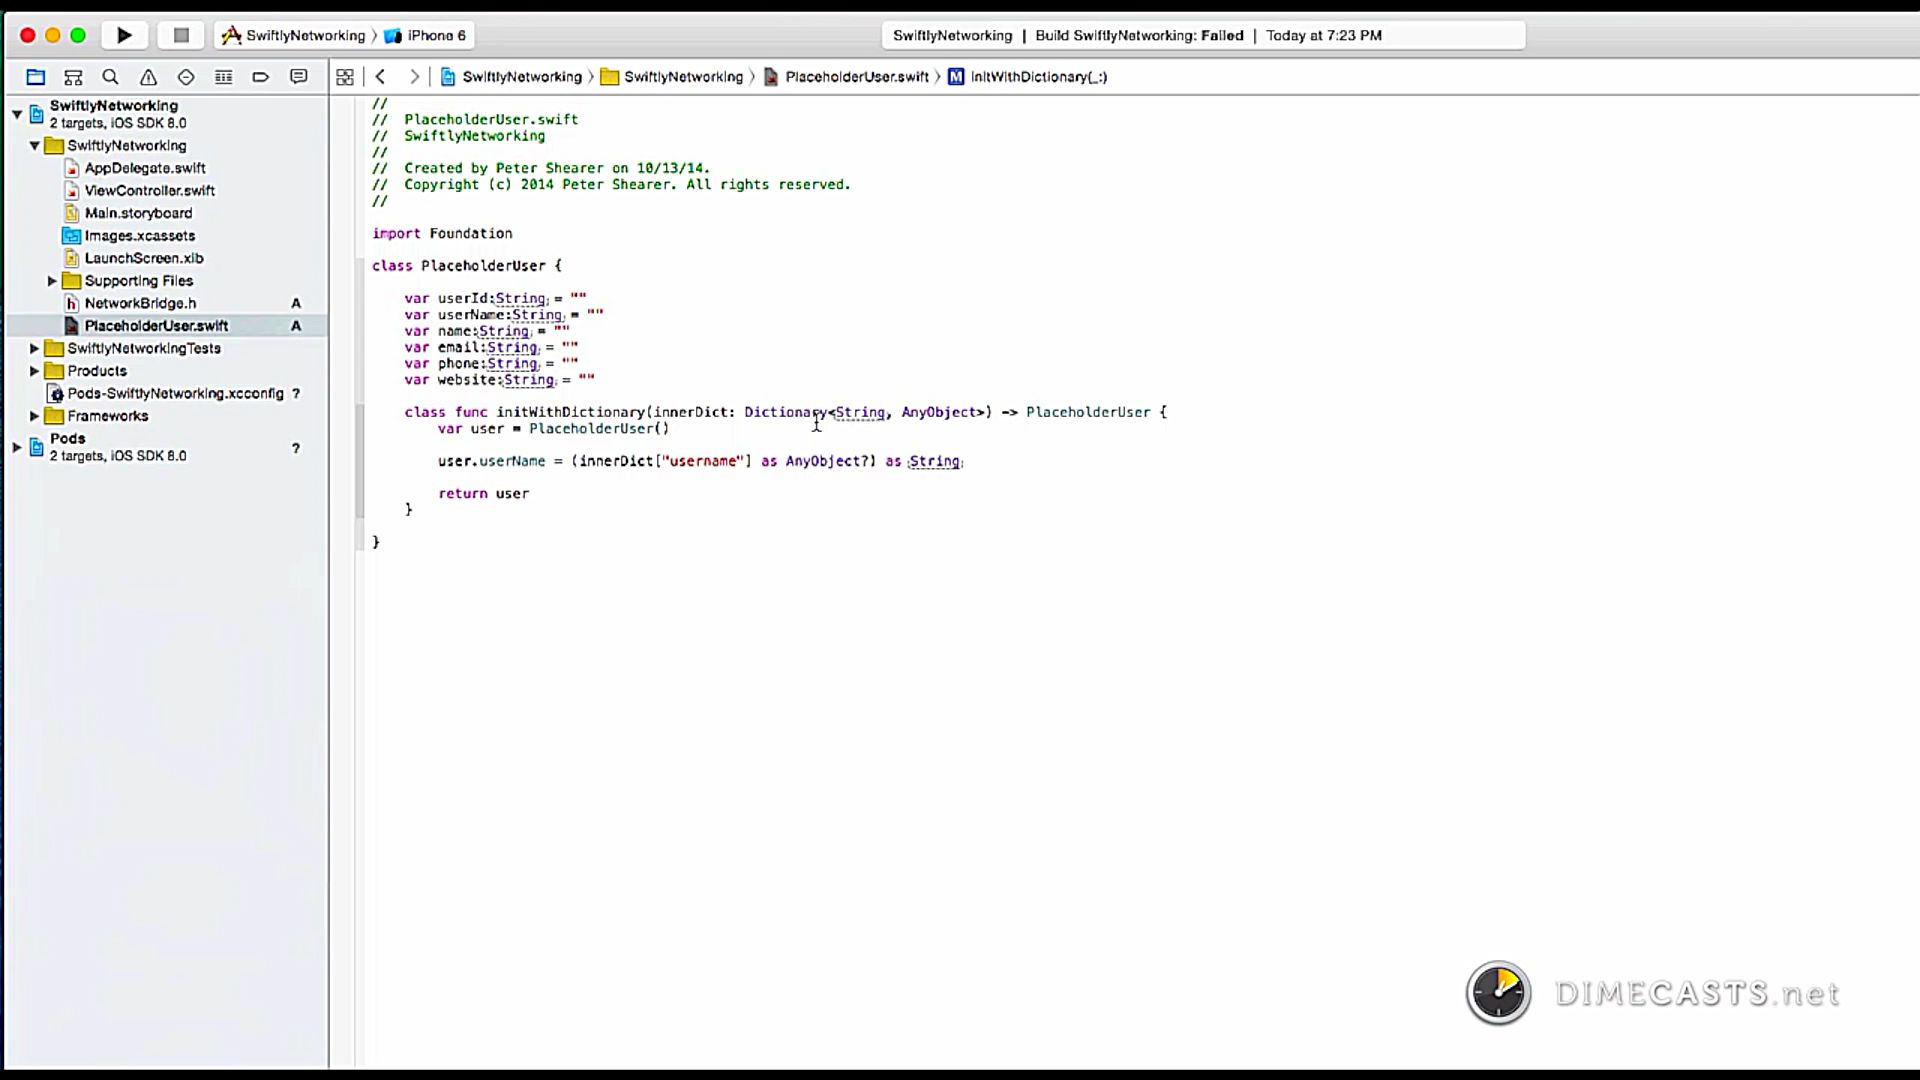 SwiftlyNetworking 〉 iPhone 6
SwiftlyNetworking | Build SwiftlyNetworking: Failed | Today at 7:23 PM
SwiftlyNetworking 〉 SwiftlyNetworking 〉 PlaceholderUser.swift 〉 M initWithDictionary(_:)
SwiftlyNetworking
2 targets, iOS SDK 8.0
SwiftlyNetworking
AppDelegate.swift
ViewController.swift
Main.storyboard
Images.xcassets
LaunchScreen.xib
Supporting Files
h NetworkBridge.h A
PlaceholderUser.swift A
SwiftlyNetworkingTests
Products
Pods-SwiftlyNetworking.xcconfig ?
Frameworks
Pods
2 targets, iOS SDK 8.0 ?
//
// PlaceholderUser.swift
// SwiftlyNetworking
//
// Created by Peter Shearer on 10/13/14.
// Copyright (c) 2014 Peter Shearer. All rights reserved.
//
import Foundation
class PlaceholderUser {
var userId:String = ""
var userName:String = ""
var name:String = ""
var email:String = ""
var phone:String = ""
var website:String = ""
class func initWithDictionary(innerDict: Dictionary<String, AnyObject>) -> PlaceholderUser {
var user = PlaceholderUser()
user.userName = (innerDict["username"] as AnyObject?) as String
return user
}
}
DIMECASTS.net